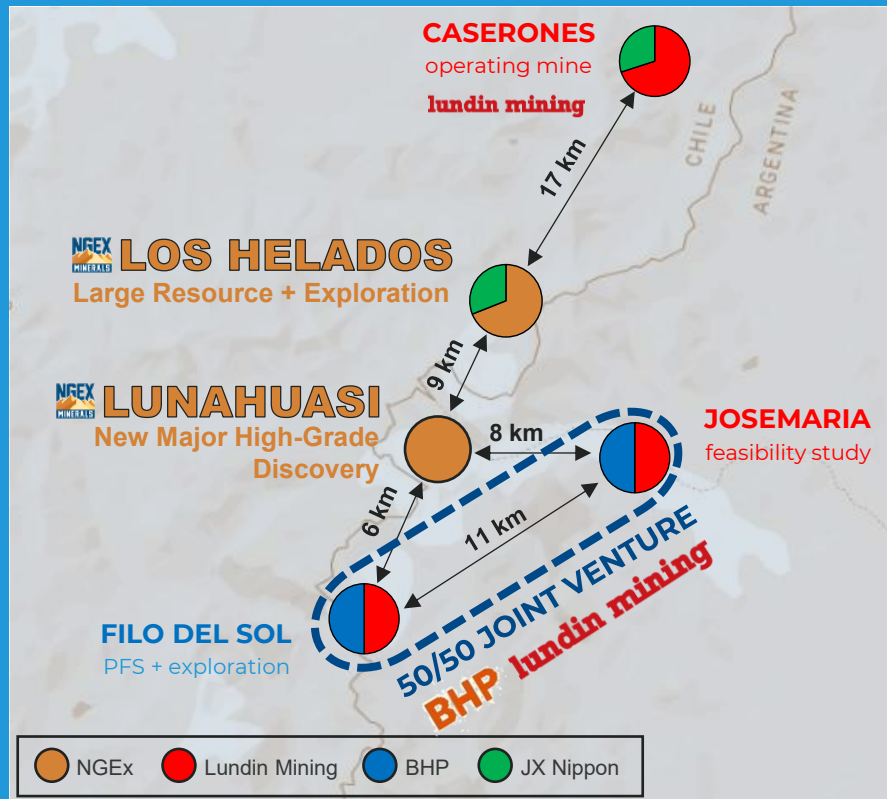 CASERONES
operating mine
lundin mining
CHILE
ARGENTINA
17 km
NGEX
MINERALS
LOS HELADOS
Large Resource + Exploration
9 km
NGEX
MINERALS
LUNAHUASI
New Major High-Grade
Discovery
8 km
JOSEMARIA
feasibility study
6 km
11 km
FILO DEL SOL
PFS + exploration
50/50 JOINT VENTURE
BHP lundin mining
NGEx Lundin Mining BHP JX Nippon